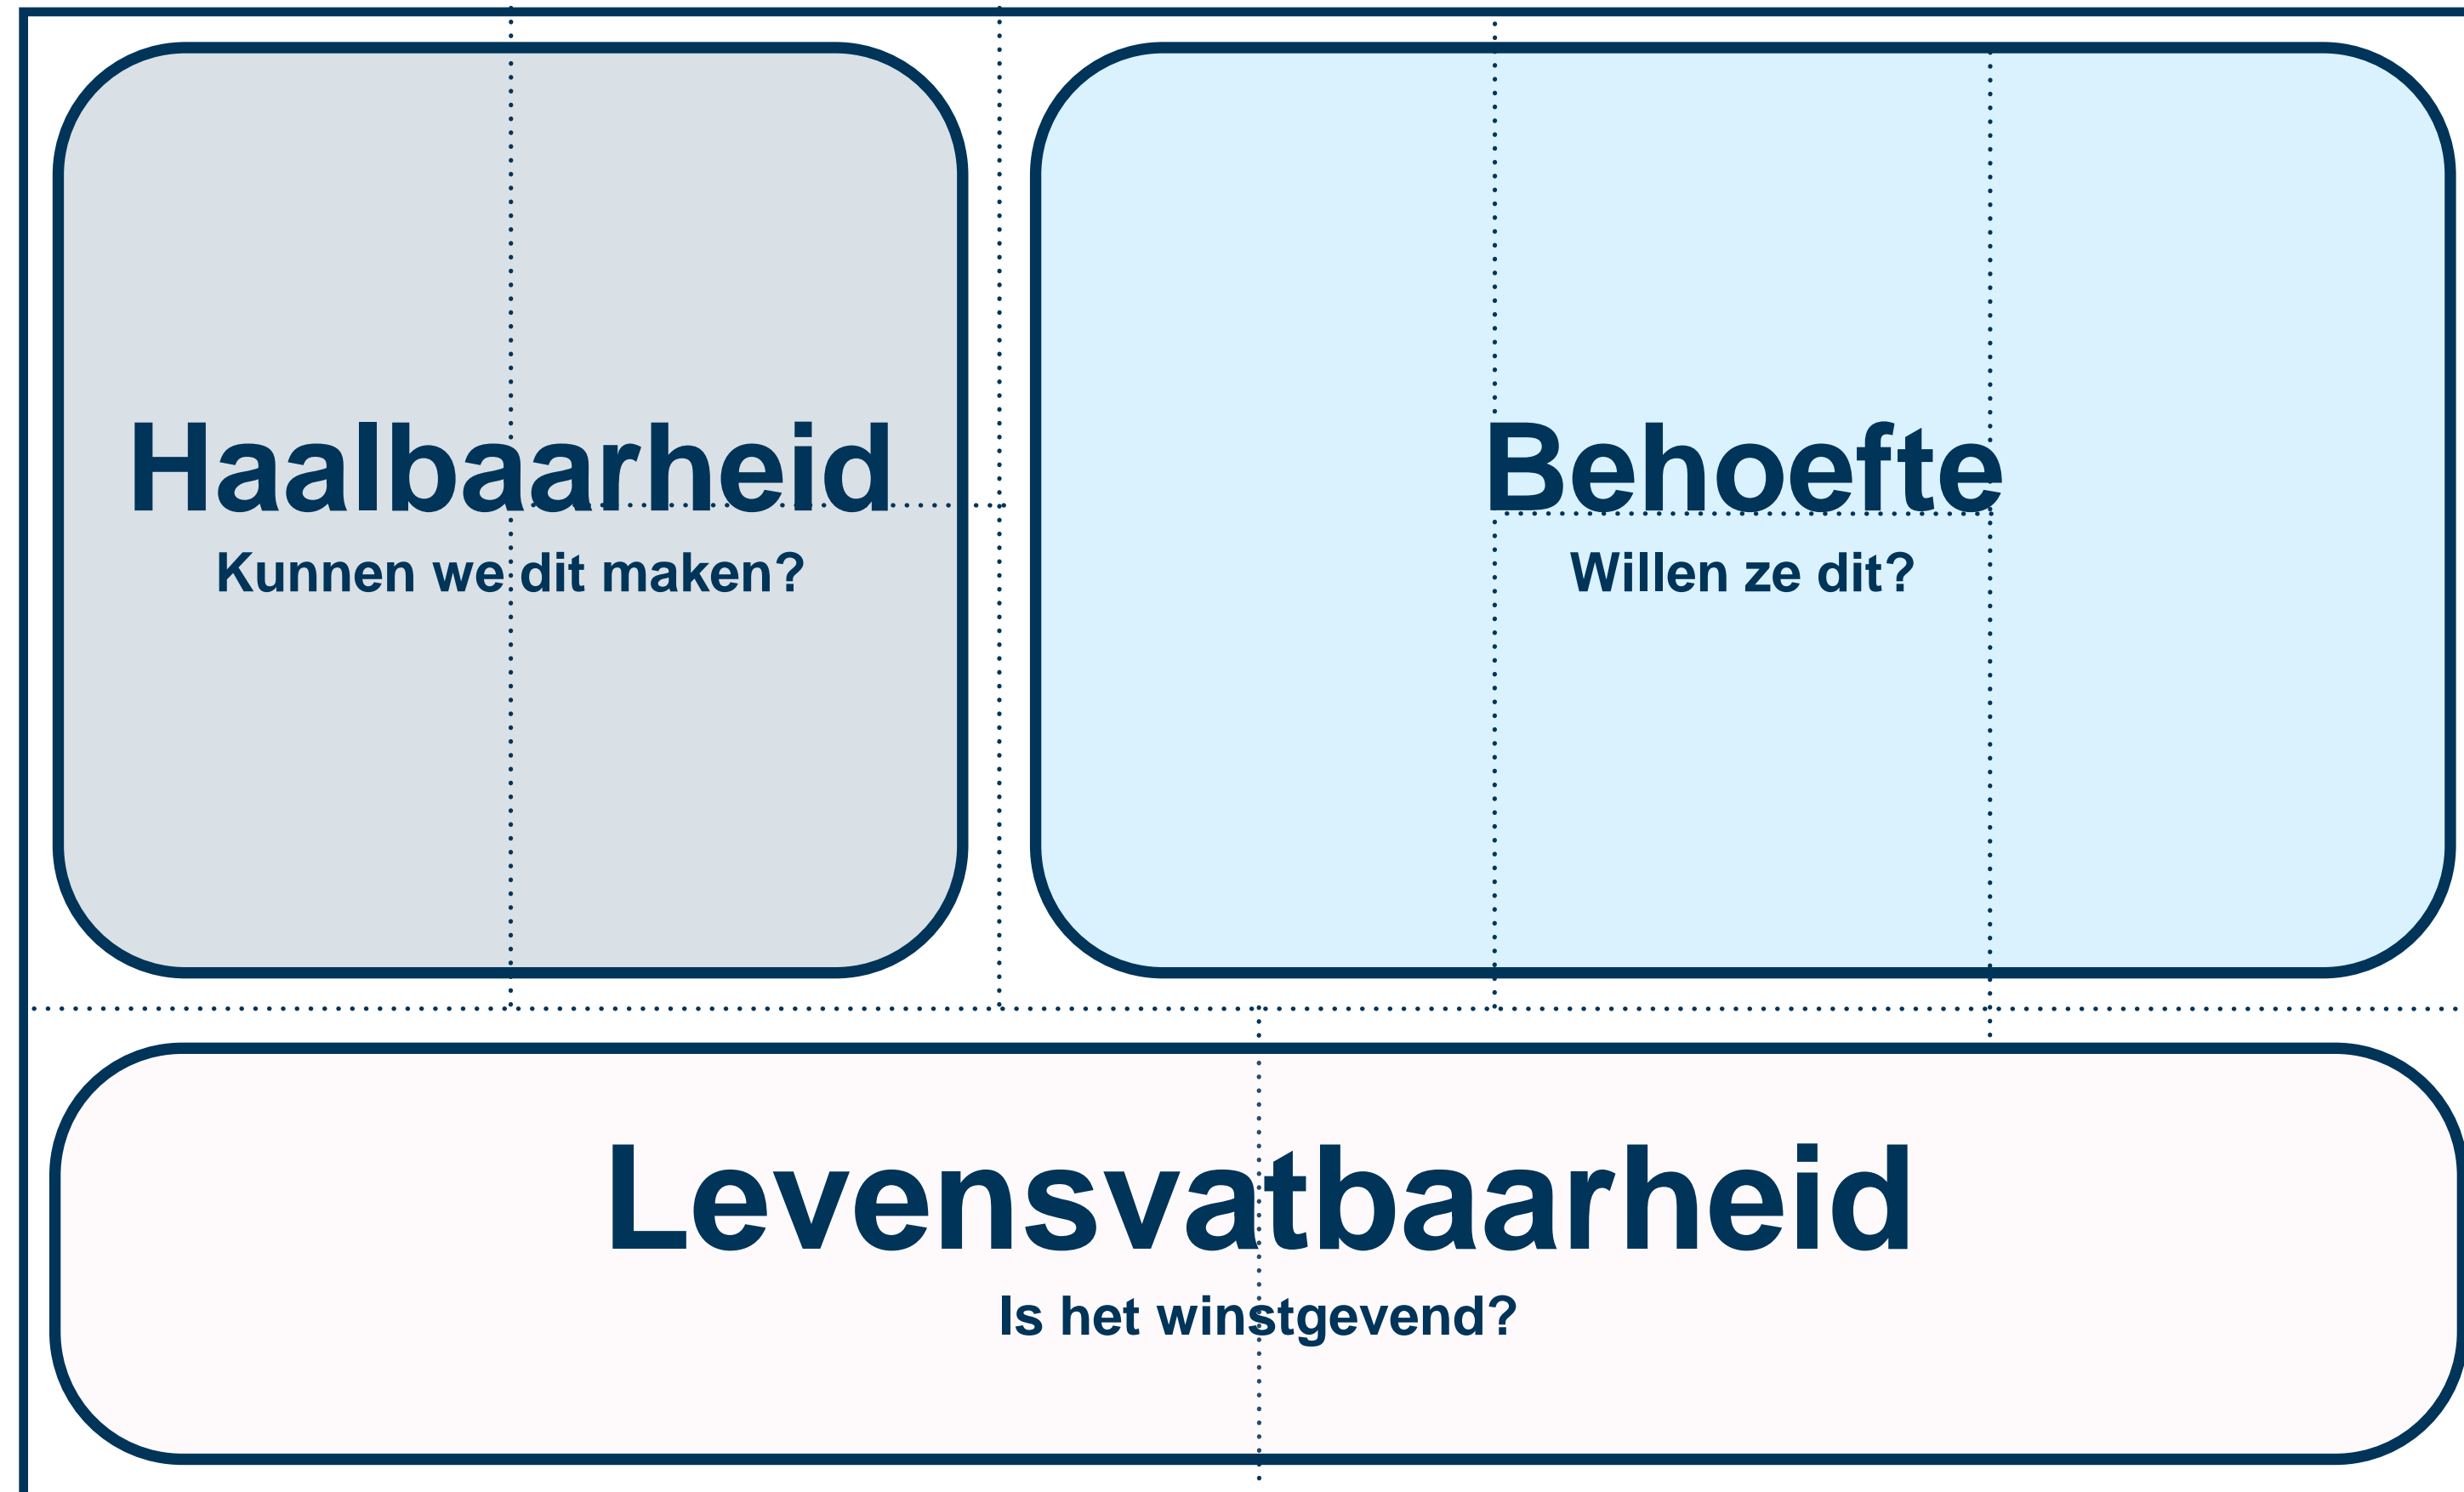 Haalbaarheid
Kunnen we dit maken?
Behoefte
Willen ze dit?
Levensvatbaarheid
Is het winstgevend?